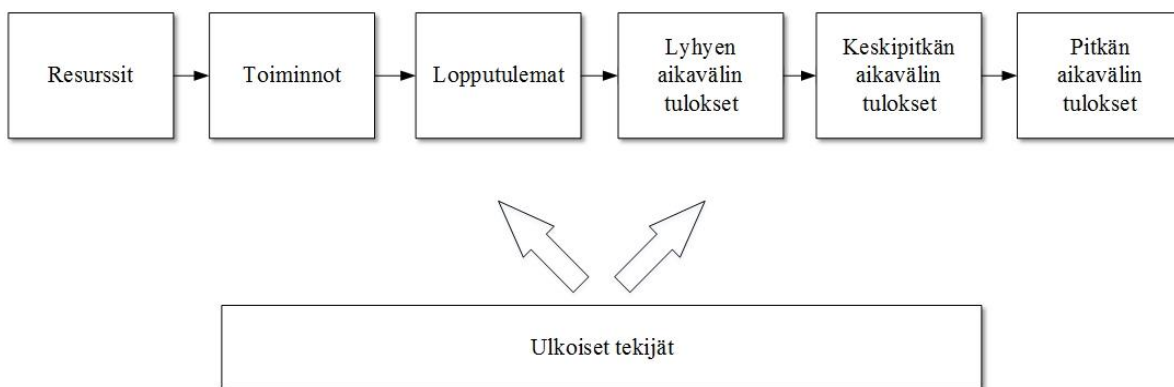 Resurssit
Toiminnot
Lopputulemat
Lyhyen
aikavälin
tulokset
Keskipitkän
aikavälin
tulokset
Pitkän
aikavälin
tulokset
Ulkoiset tekijät